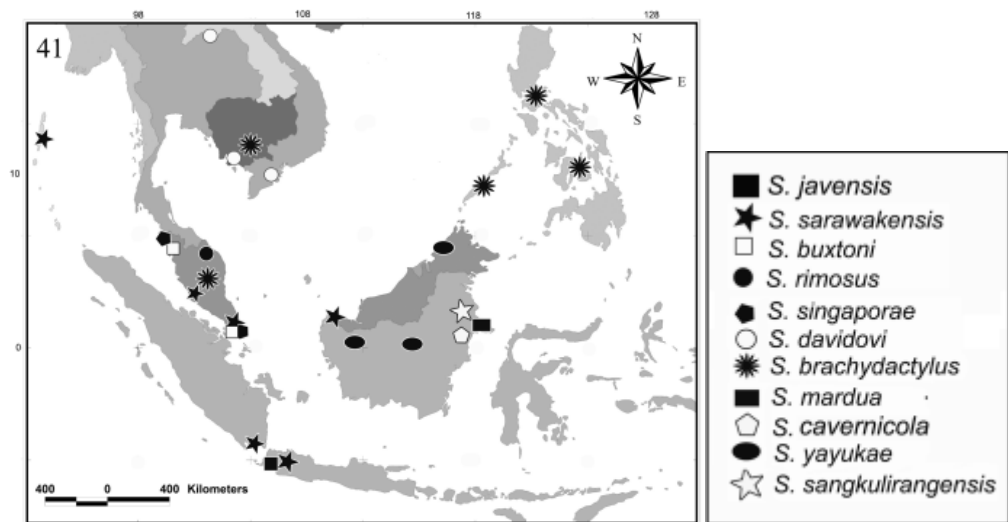 98 108 118 128
41
N
W E
S
10
0
400 0 400 Kilometers
S. javensis
S. sarawakensis
S. buxtoni
S. rimosus
S. singaporae
S. davidovi
S. brachydactylus
S. mardua
S. cavernicola
S. yayukae
S. sangkulirangensis